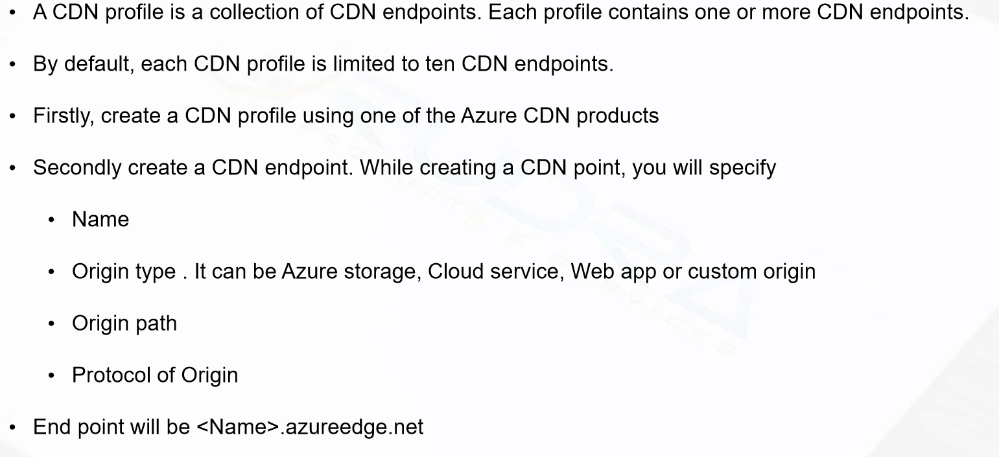 • A CDN profile is a collection of CDN endpoints. Each profile contains one or more CDN endpoints.
• By default, each CDN profile is limited to ten CDN endpoints.
• Firstly, create a CDN profile using one of the Azure CDN products
• Secondly create a CDN endpoint. While creating a CDN point, you will specify
• Name
• Origin type . It can be Azure storage, Cloud service, Web app or custom origin
• Origin path
• Protocol of Origin
• End point will be <Name>.azureedge.net
RUDRA
PRODUCTS & SERVICES